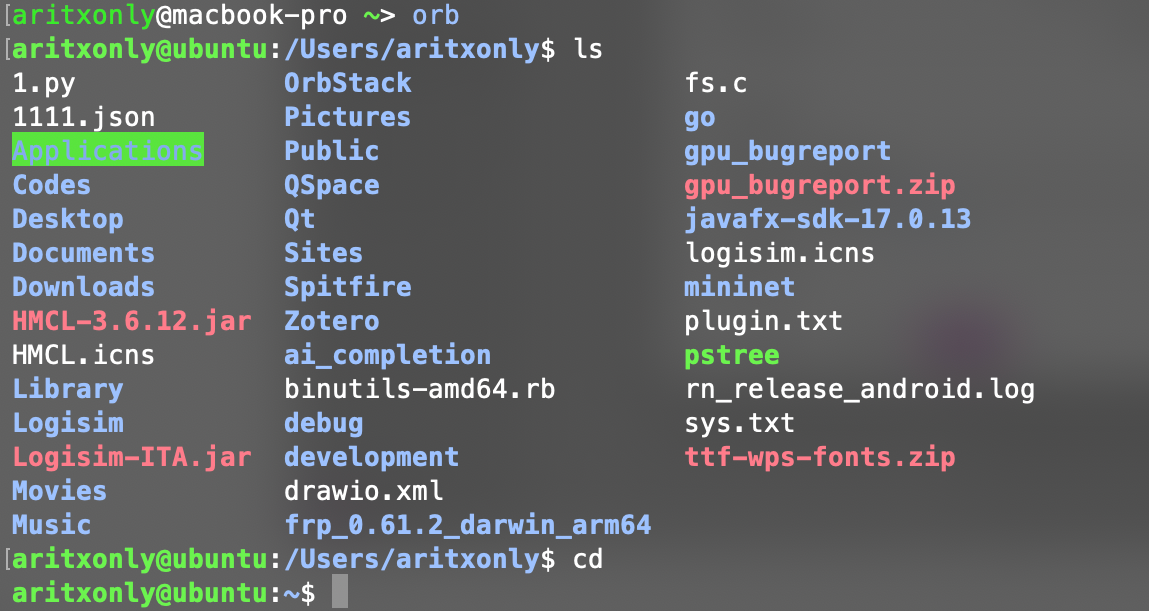 [aritxonly@macbook-pro ~> orb
[aritxonly@ubuntu:/Users/aritxonly$ ls
1.py OrbStack fs.c
1111.json Pictures go
Applications Public gpu_bugreport
Codes QSpace gpu_bugreport.zip
Desktop Qt javafx-sdk-17.0.13
Documents Sites logisim.icns
Downloads Spitfire mininet
HMCL-3.6.12.jar Zotero plugin.txt
HMCL.icns ai_completion pstree
Library binutils-amd64.rb rn_release_android.log
Logisim debug sys.txt
Logisim-ITA.jar development ttf-wps-fonts.zip
Movies drawio.xml
Music frp_0.61.2_darwin_arm64
[aritxonly@ubuntu:/Users/aritxonly$ cd
aritxonly@ubuntu:~$